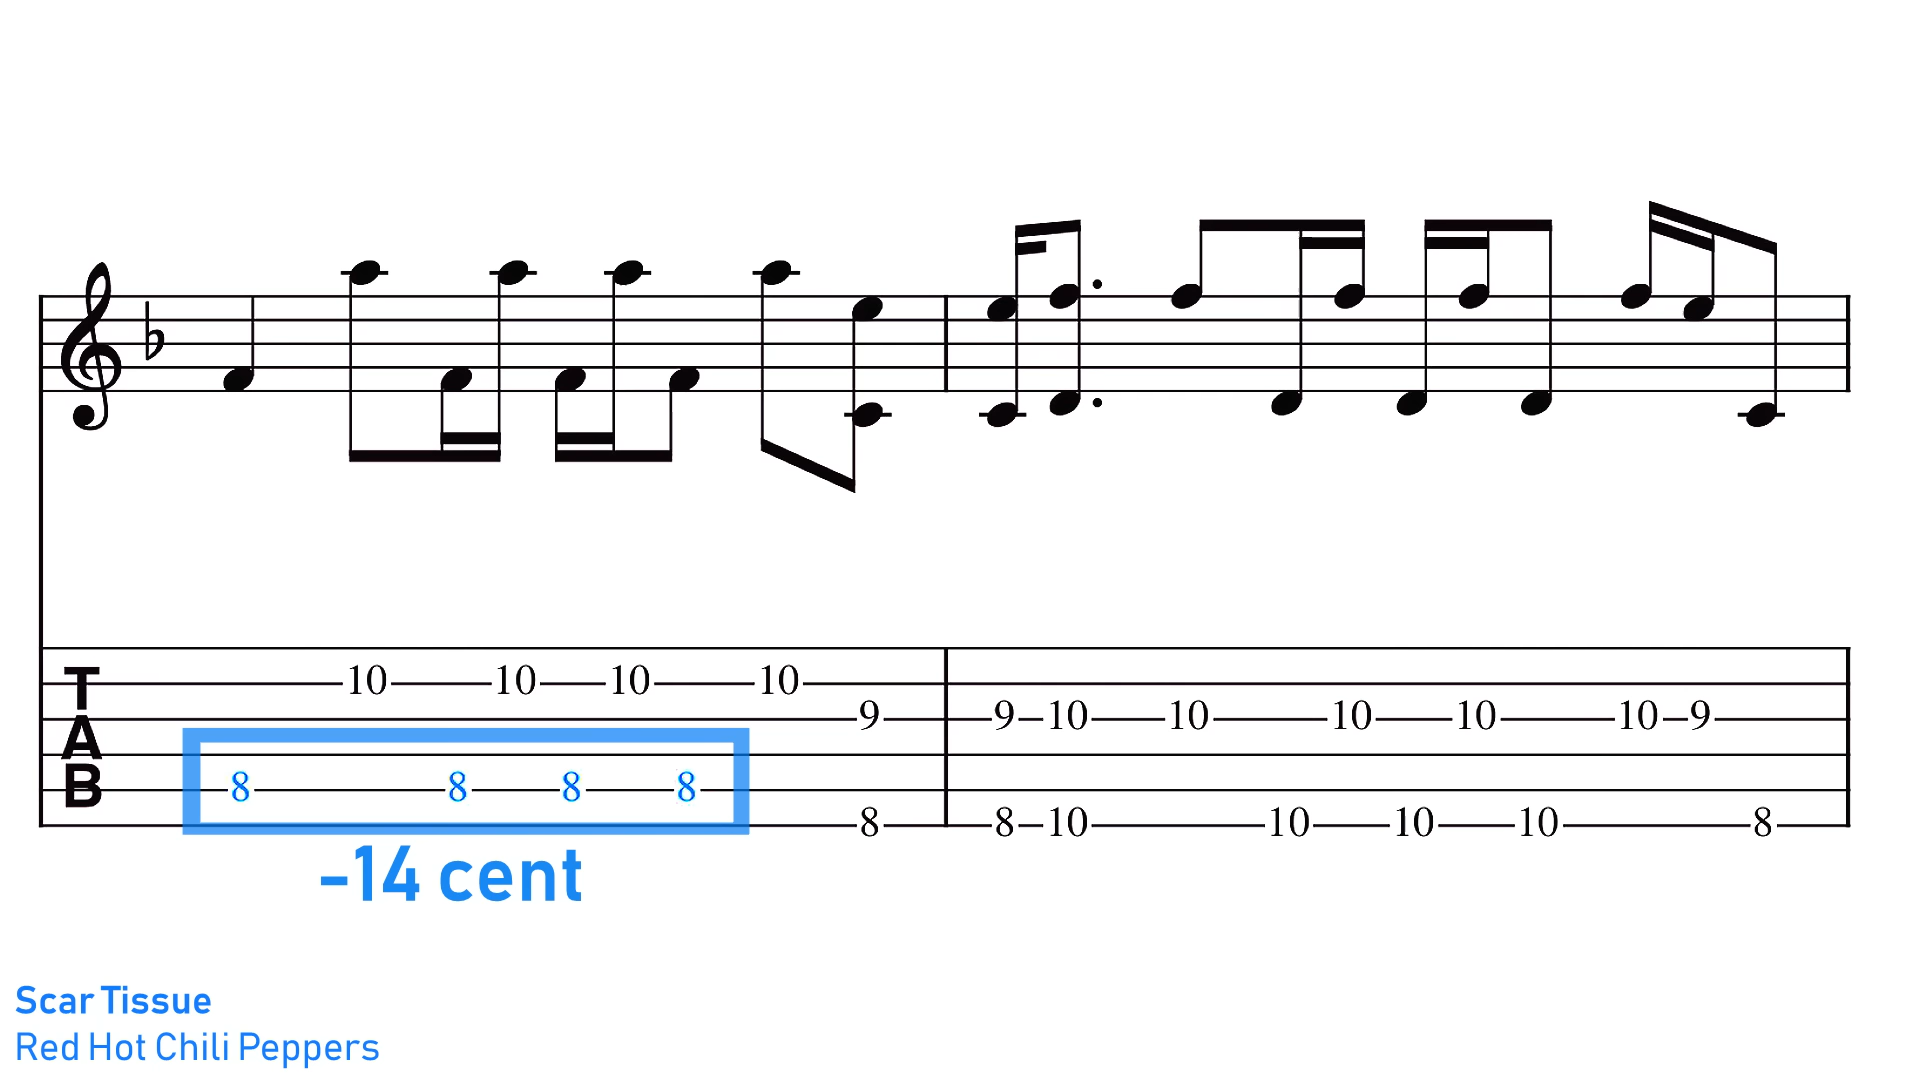 T 10 10 10 10
A 9 9 10 10 10 10 10 9
B 8 8 8 8
8 8 10 10 10 10 8
-14 cent
Scar Tissue
Red Hot Chili Peppers